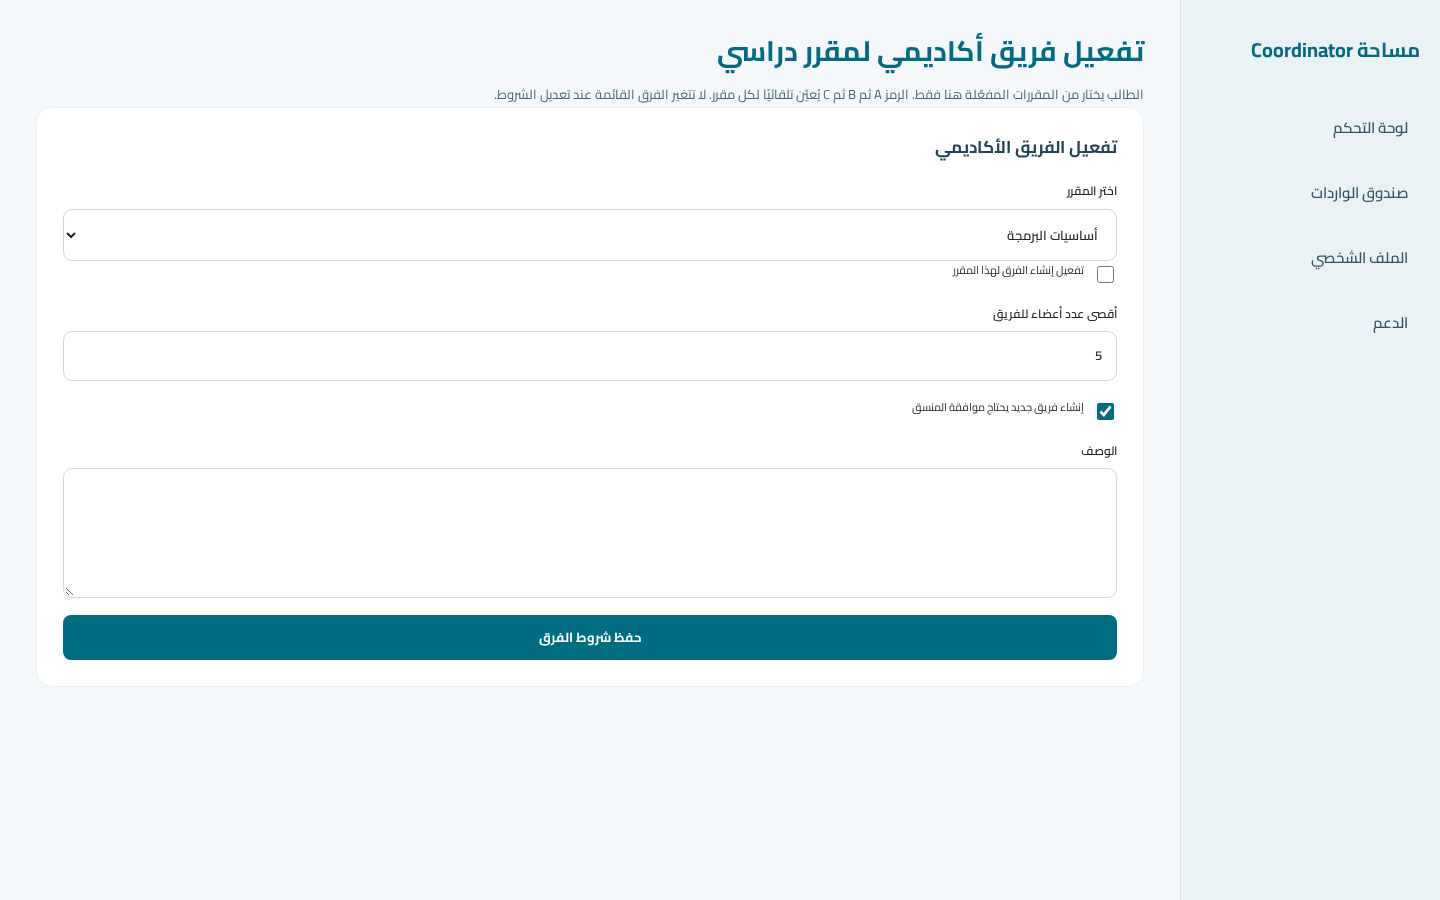 مساحة Coordinator
لوحة التحكم
صندوق الواردات
الملف الشخصي
الدعم
تفعيل فريق أكاديمي لمقرر دراسي
الطالب يختار من المقررات المفعّلة هنا فقط. الرمز A ثم B ثم C يُعيّن تلقائيًا لكل مقرر. لا تتغير الفرق القائمة عند تعديل الشروط.
تفعيل الفريق الأكاديمي
اختر المقرر
أساسيات البرمجة
تفعيل إنشاء الفرق لهذا المقرر
أقصى عدد أعضاء للفريق
5
إنشاء فريق جديد يحتاج موافقة المنسق
الوصف
حفظ شروط الفرق